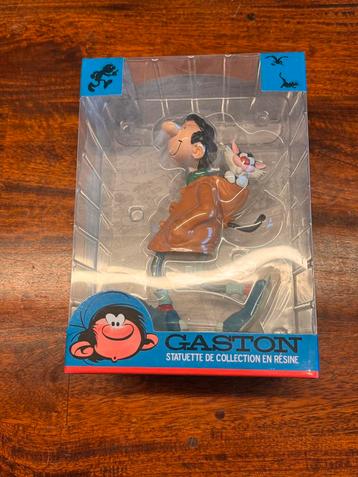 GASTON
STATUETTE DE COLLECTION EN RÉSINE